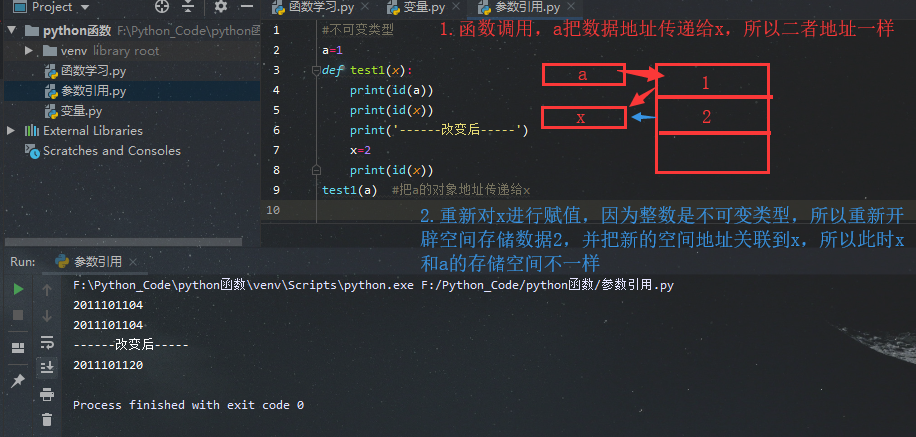 Project
函数学习.py
变量.py
参数引用.py
python函数 F:\Python_Code\python函
venv library root
函数学习.py
参数引用.py
变量.py
External Libraries
Scratches and Consoles
1 #不可变类型
2 a=1
3 def test1(x):
4 print(id(a))
5 print(id(x))
6 print('------改变后-----')
7 x=2
8 print(id(x))
9 test1(a) #把a的对象地址传递给x
10
1.函数调用，a把数据地址传递给x，所以二者地址一样
a
1
x
2
2.重新对x进行赋值，因为整数是不可变类型，所以重新开
辟空间存储数据2，并把新的空间地址关联到x，所以此时x
和a的存储空间不一样
Run: 参数引用
F:\Python_Code\python函数\venv\Scripts\python.exe F:/Python_Code/python函数/参数引用.py
2011101104
2011101104
------改变后-----
2011101120
Process finished with exit code 0